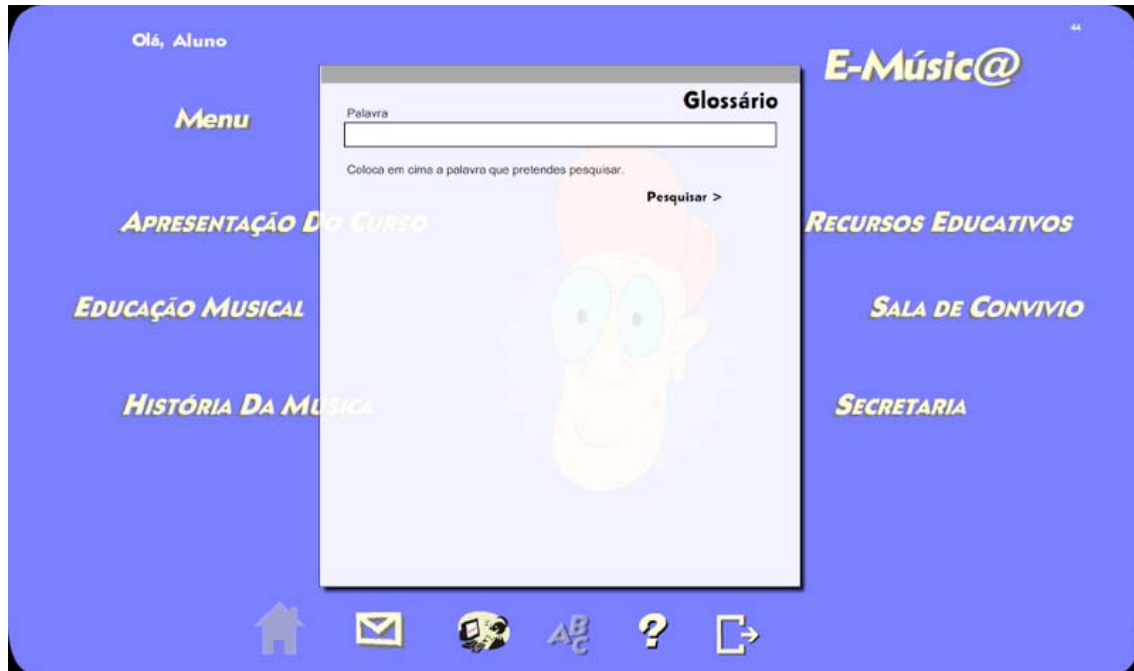 Olá, Aluno
44
E-Músic@
Menu
Glossário
Palavra
Coloca em cima a palavra que pretendes pesquisar.
Pesquisar >
APRESENTAÇÃO DO CURSO
RECURSOS EDUCATIVOS
EDUCAÇÃO MUSICAL
SALA DE CONVIVIO
HISTÓRIA DA MÚSICA
SECRETARIA
ABC
?